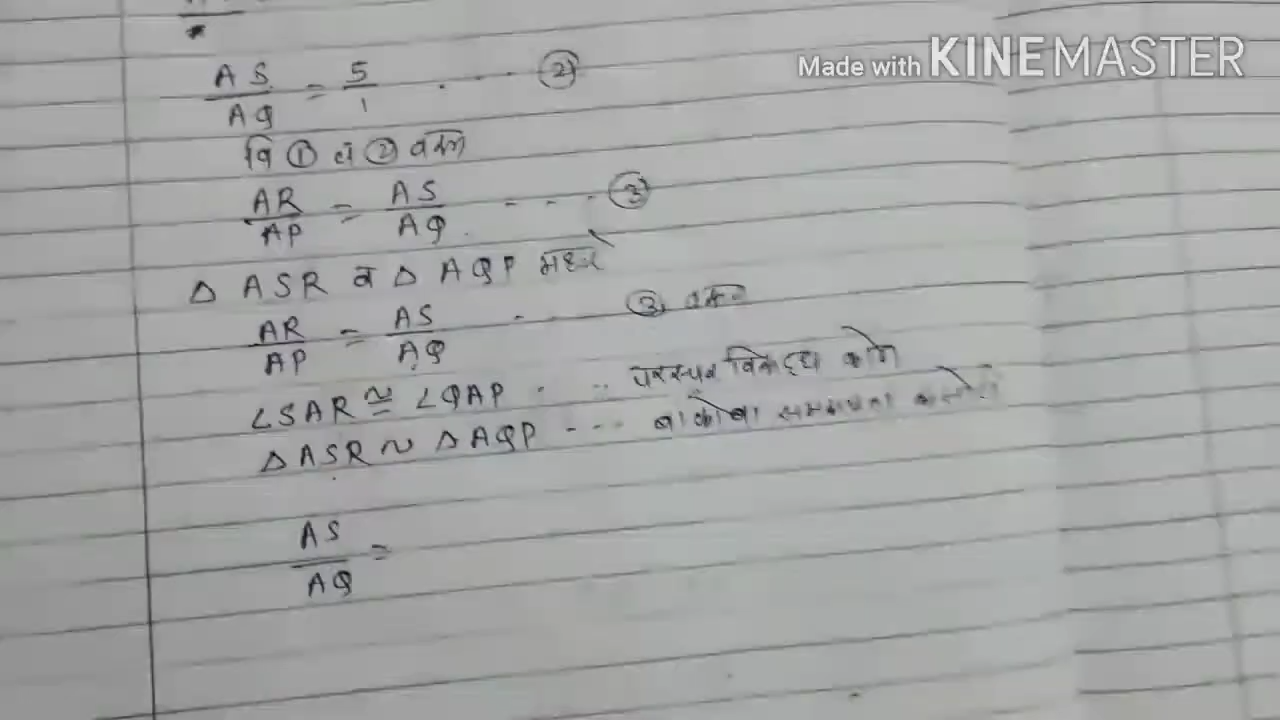 Made with KINEMASTER
AS/AQ = 5/1 . - - - ②
वि ① व ② वरून
AR/AP = AS/AQ - - - ③
△ ASR व △ AQP मध्ये
AR/AP = AS/AQ - - ③ वरून
∠SAR ≅ ∠QAP - - - परस्पर विरुद्ध कोन
△ASR ~ △AQP - - - बाकोबा समरूपता कसोटी
AS/AQ =